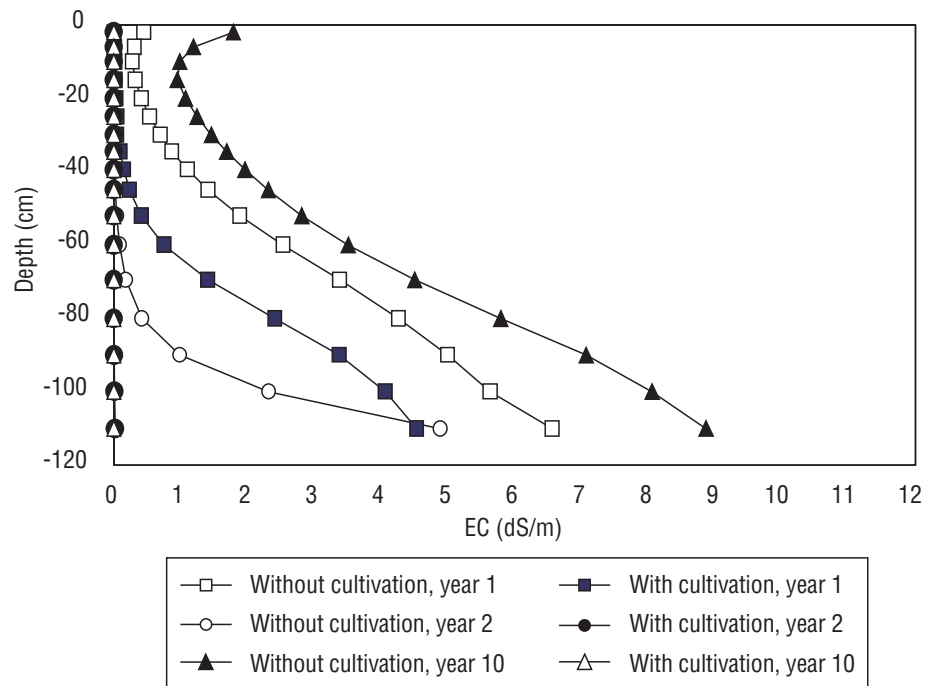 0
-20
-40
-60
-80
-100
-120
Depth (cm)
0 1 2 3 4 5 6 7 8 9 10 11 12
EC (dS/m)
Without cultivation, year 1
With cultivation, year 1
Without cultivation, year 2
With cultivation, year 2
Without cultivation, year 10
With cultivation, year 10